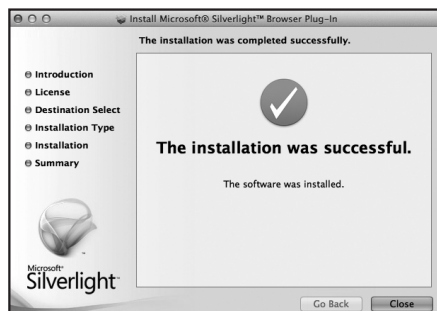 Install Microsoft® Silverlight™ Browser Plug-In
The installation was completed successfully.
Introduction
License
Destination Select
Installation Type
Installation
Summary
The installation was successful.
The software was installed.
Microsoft®
Silverlight™
Go Back
Close